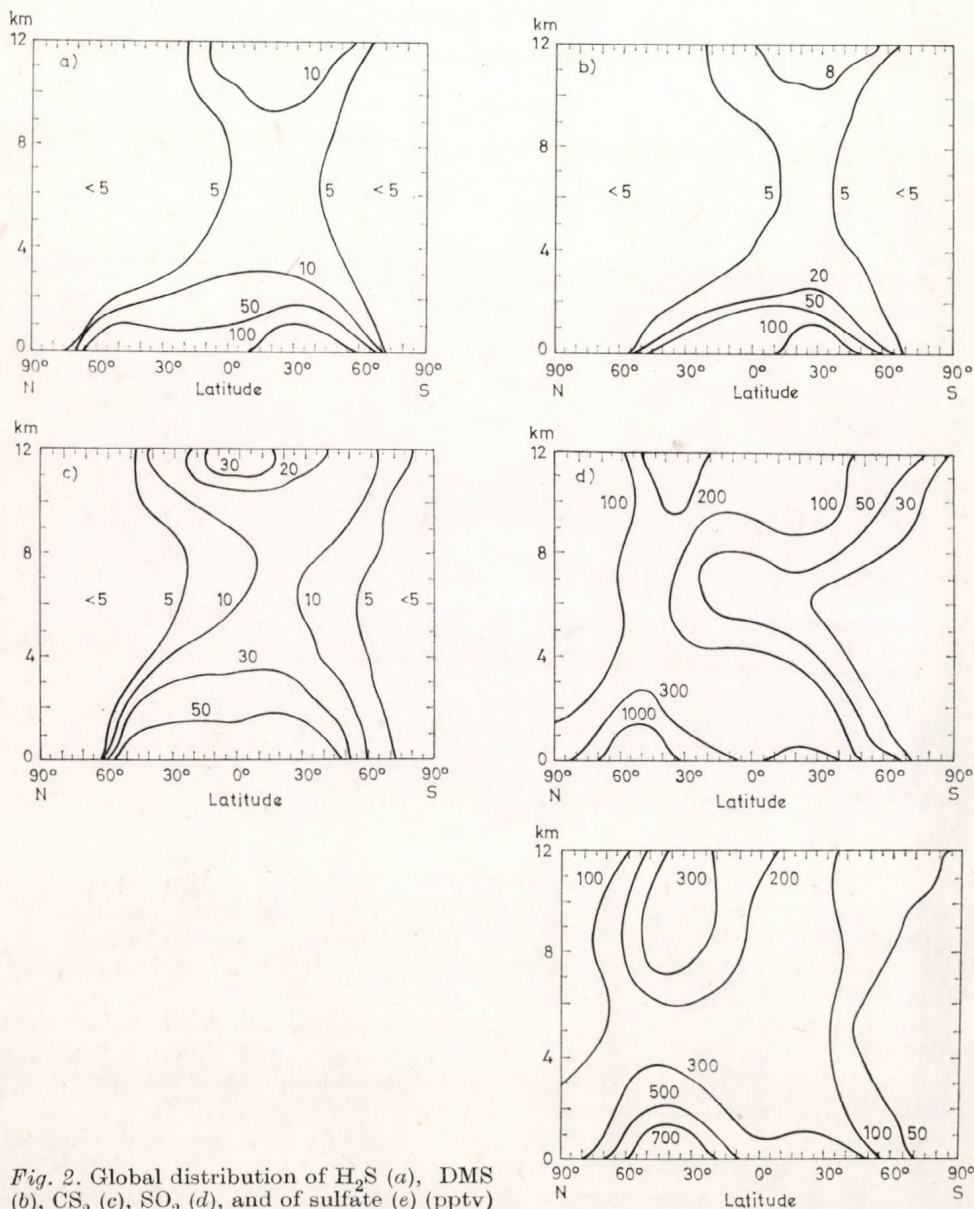 km
12
8
4
0
a)
10
5
5
< 5
< 5
10
50
100
90° 60° 30° 0° 30° 60° 90°
N Latitude S
km
12
8
4
0
b)
8
5
5
< 5
< 5
20
50
100
90° 60° 30° 0° 30° 60° 90°
N Latitude S
km
12
8
4
0
c)
30
20
<5
5
10
10
5
<5
30
50
90° 60° 30° 0° 30° 60° 90°
N Latitude S
km
12
8
4
0
d)
100
200
100
50
30
300
1000
90° 60° 30° 0° 30° 60° 90°
N Latitude S
km
12
8
4
0
100
300
200
300
500
700
100
50
90° 60° 30° 0° 30° 60° 90°
N Latitude S
Fig. 2. Global distribution of H₂S (a), DMS
(b), CS₂ (c), SO₂ (d), and of sulfate (e) (pptv)